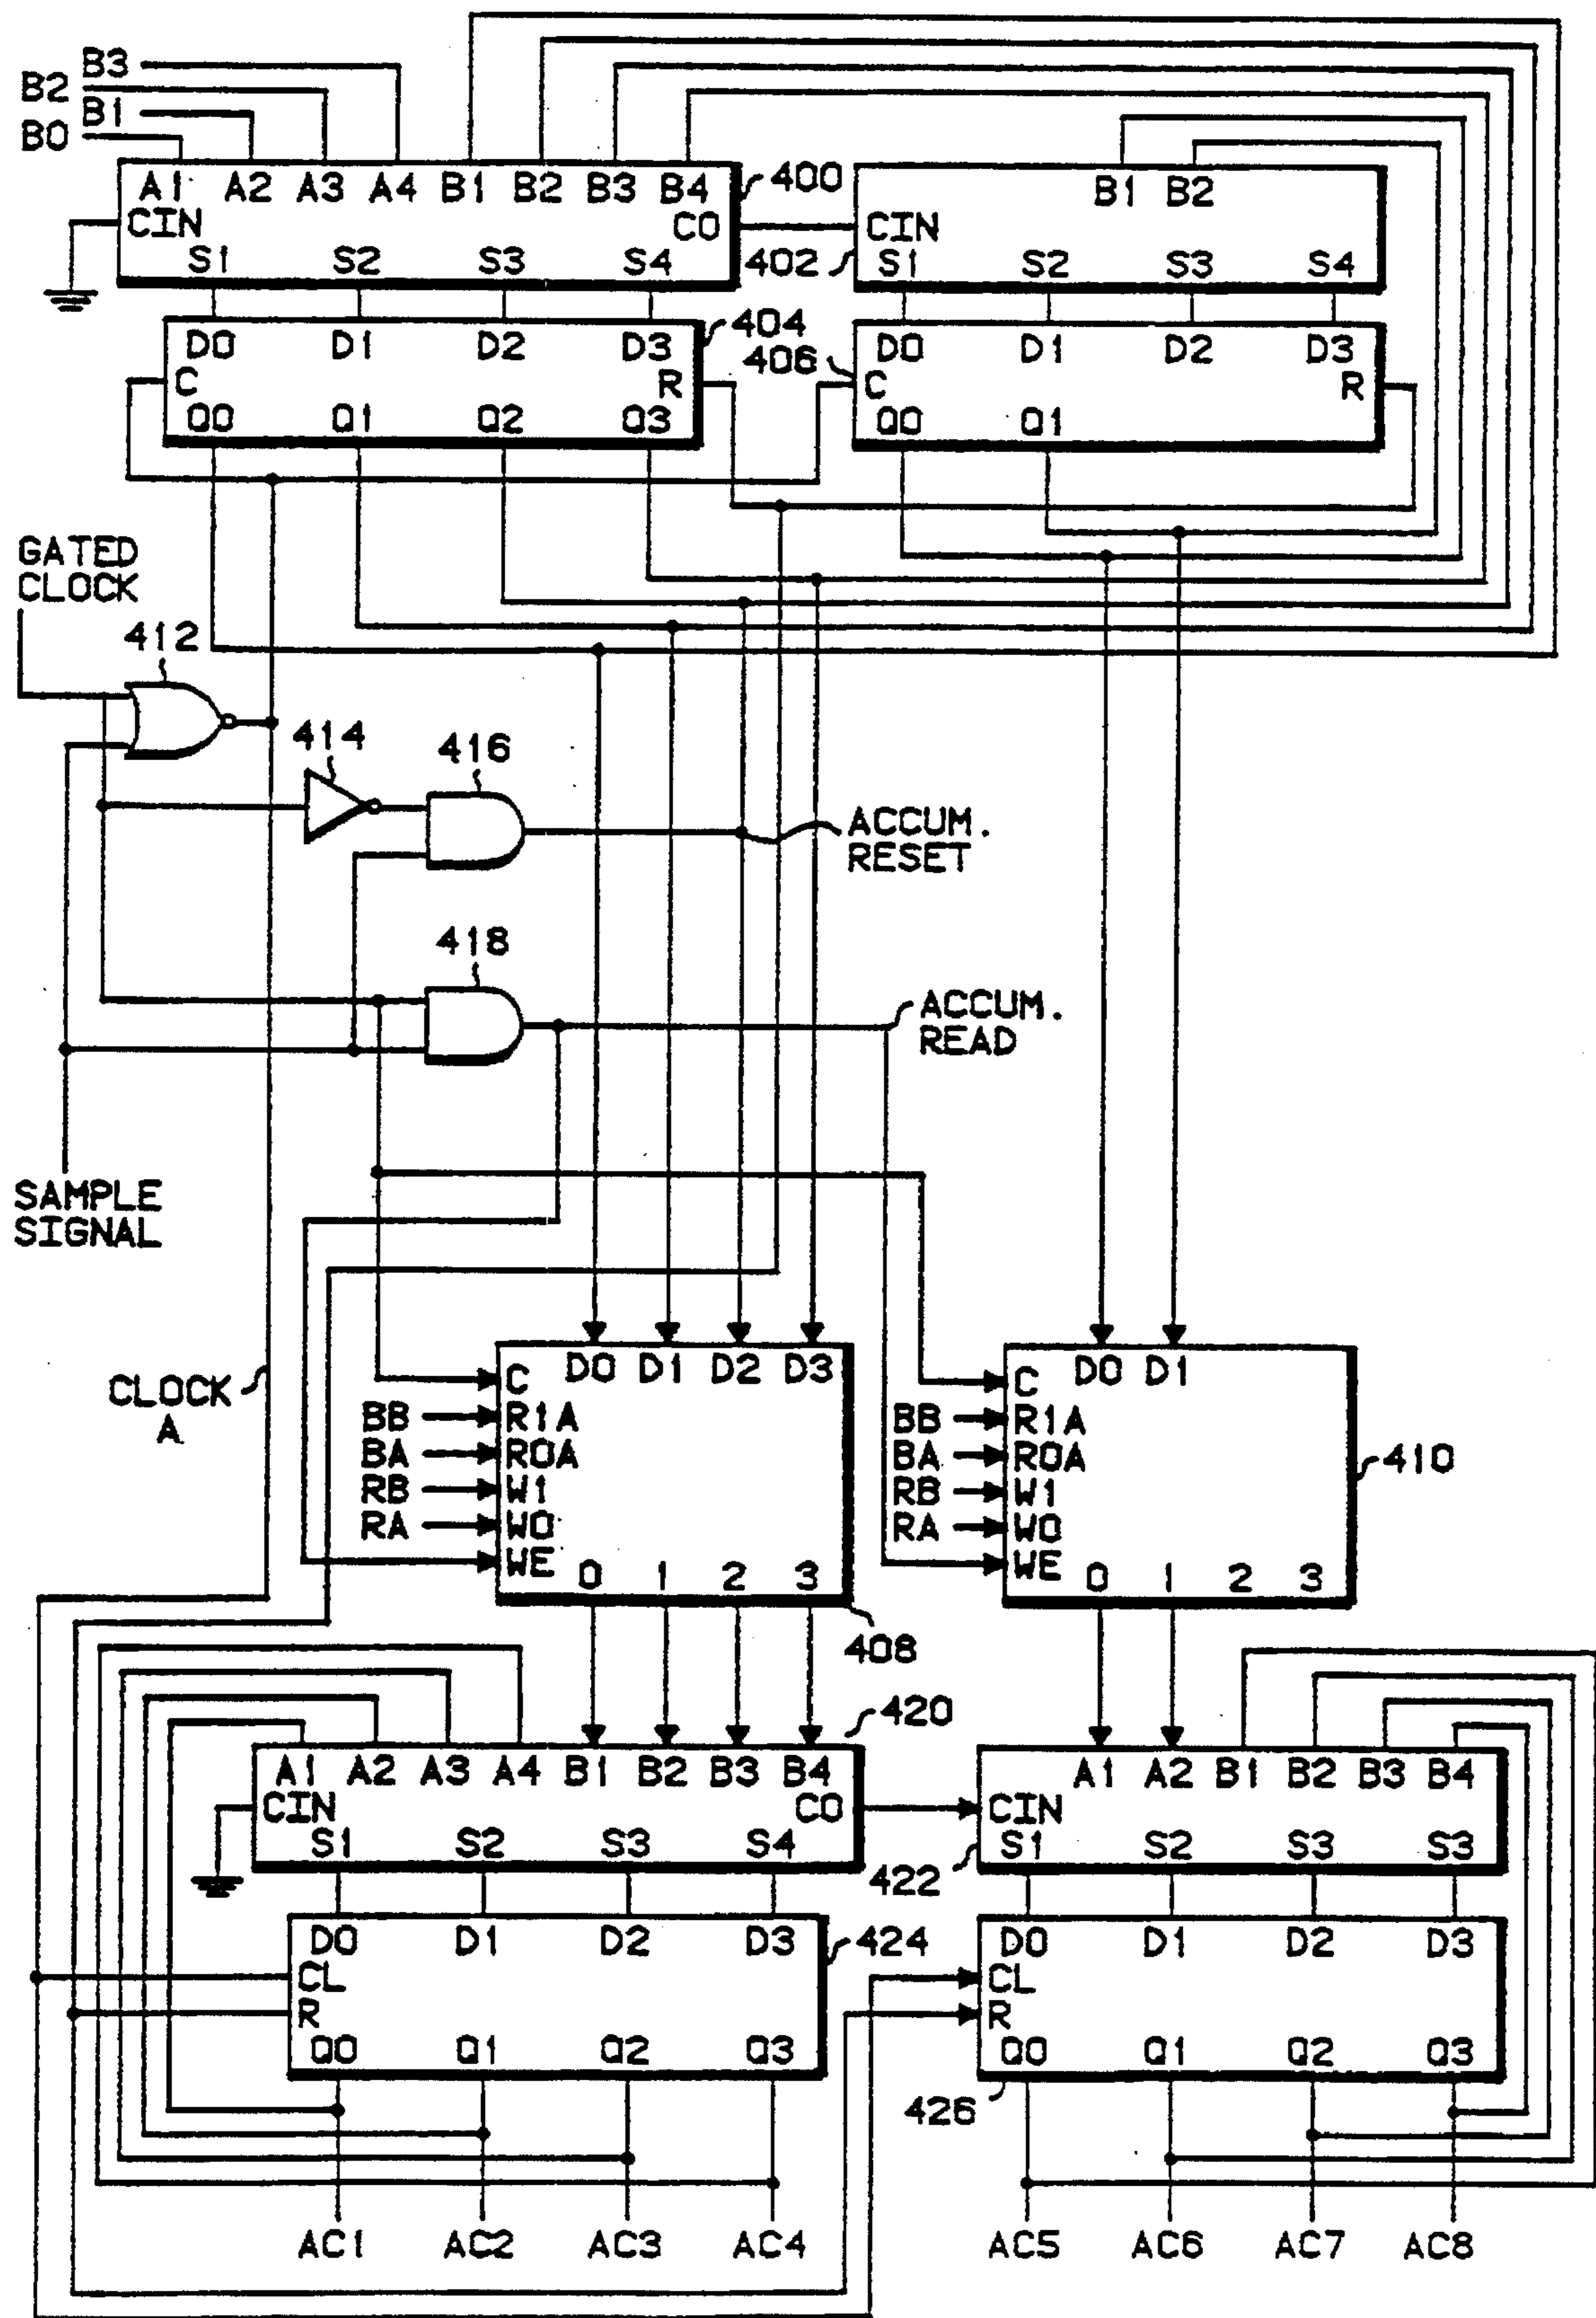 B3
B2
B1
B0
A1 A2 A3 A4 B1 B2 B3 B4
400
CIN
CO
S1 S2 S3 S4
B1 B2
CIN
402
S1 S2 S3 S4
404
D0 D1 D2 D3
C
R
Q0 Q1 Q2 Q3
406
D0 D1 D2 D3
C
R
Q0 Q1
GATED
CLOCK
412
414
416
ACCUM.
RESET
418
ACCUM.
READ
SAMPLE
SIGNAL
CLOCK
A
D0 D1 D2 D3
C
BB R1A
BA R0A
RB W1
RA W0
WE
0 1 2 3
408
D0 D1
C
BB R1A
BA R0A
RB W1
RA W0
WE
0 1 2 3
410
420
A1 A2 A3 A4 B1 B2 B3 B4
CIN
CO
S1 S2 S3 S4
A1 A2 B1 B2 B3 B4
CIN
S1 S2 S3 S3
422
D0 D1 D2 D3
424
CL
R
Q0 Q1 Q2 Q3
D0 D1 D2 D3
CL
R
Q0 Q1 Q2 Q3
426
AC1 AC2 AC3 AC4
AC5 AC6 AC7 AC8